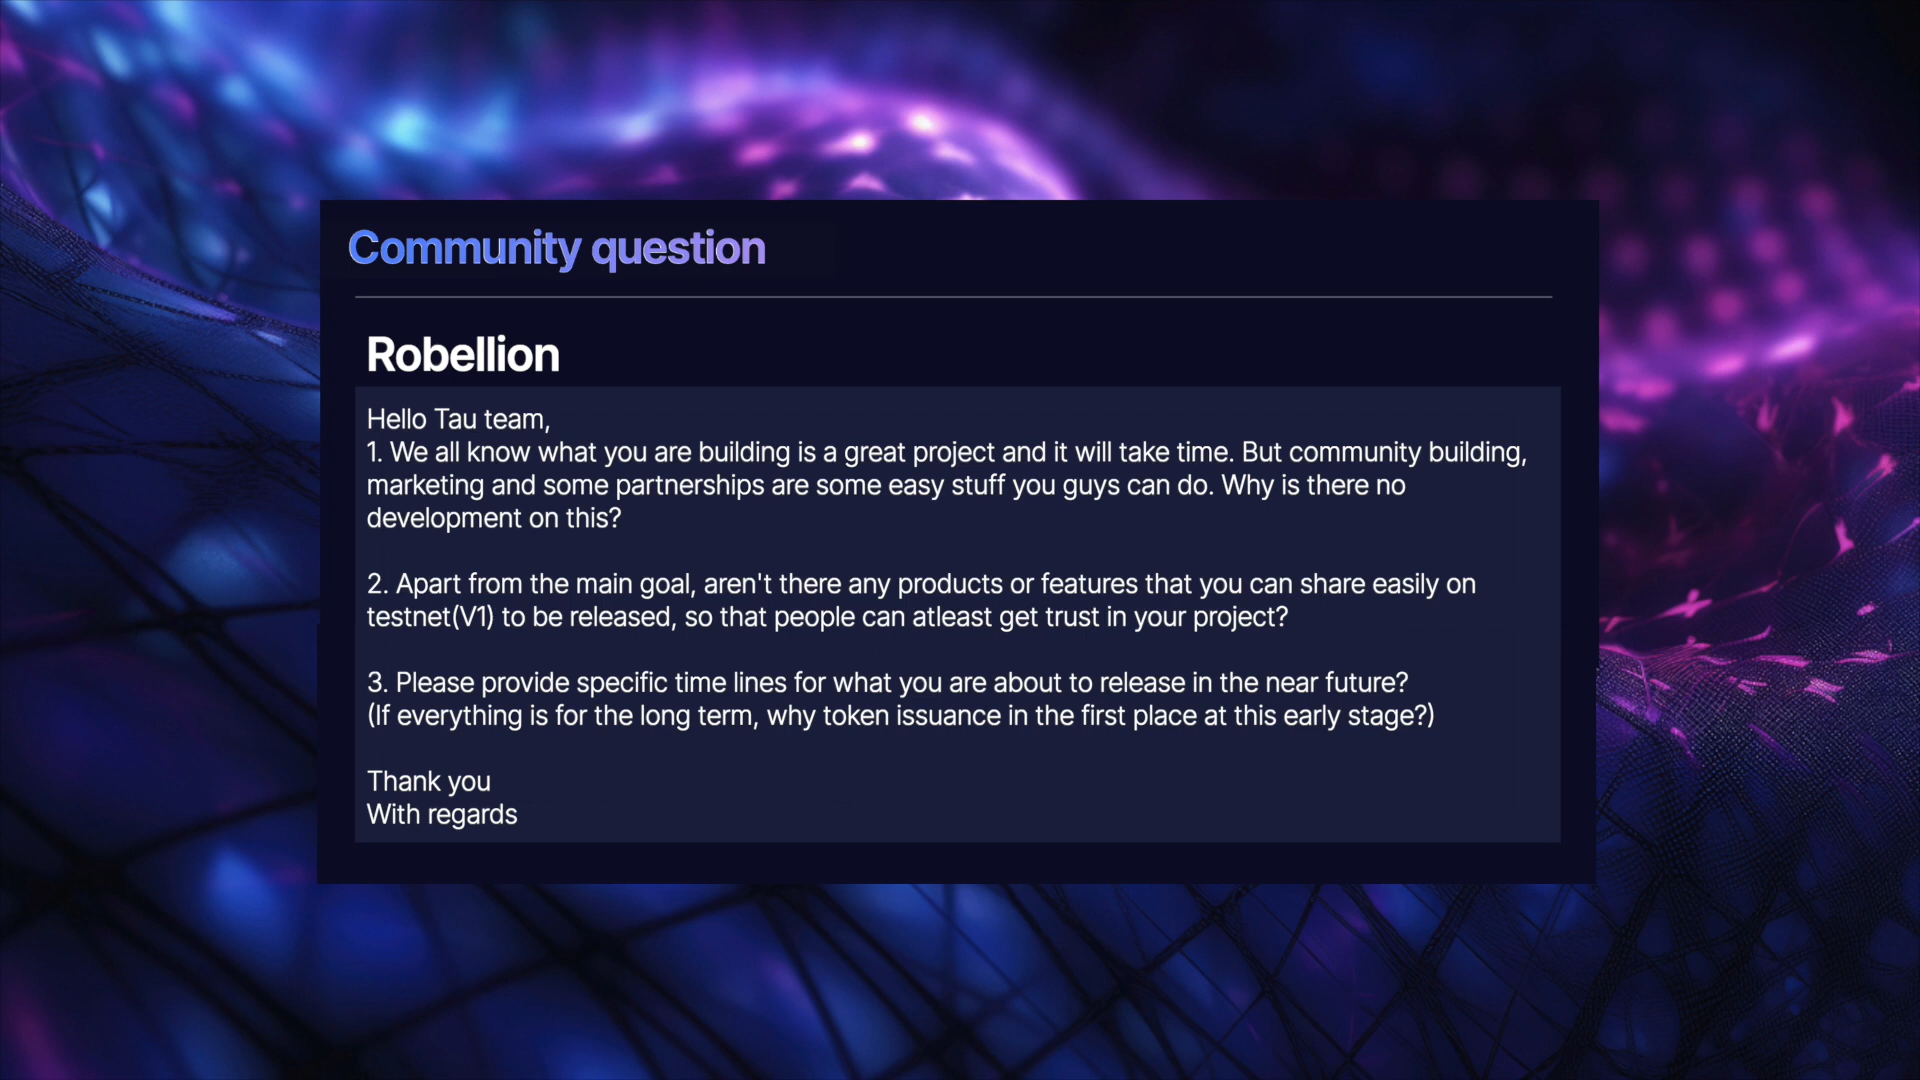 Community question
Robellion
Hello Tau team,
1. We all know what you are building is a great project and it will take time. But community building,
marketing and some partnerships are some easy stuff you guys can do. Why is there no
development on this?
2. Apart from the main goal, aren't there any products or features that you can share easily on
testnet(V1) to be released, so that people can atleast get trust in your project?
3. Please provide specific time lines for what you are about to release in the near future?
(If everything is for the long term, why token issuance in the first place at this early stage?)
Thank you
With regards